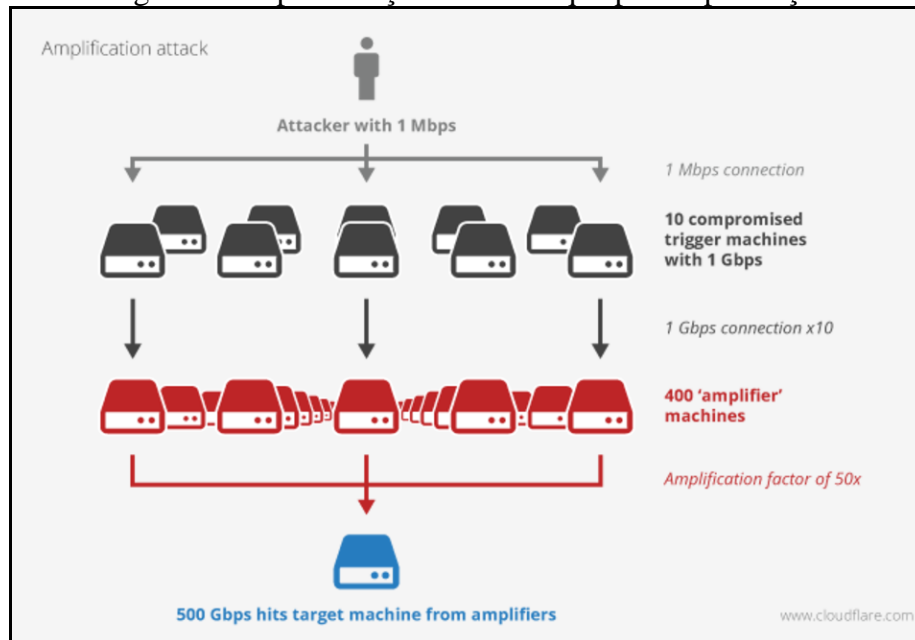 Amplification attack
Attacker with 1 Mbps
1 Mbps connection
10 compromised
trigger machines
with 1 Gbps
1 Gbps connection x10
400 ‘amplifier’
machines
Amplification factor of 50x
500 Gbps hits target machine from amplifiers
www.cloudflare.com